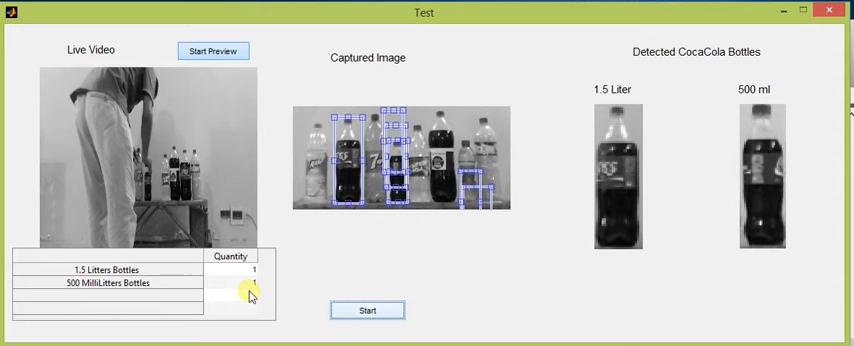 Test
Live Video
Start Preview
Captured Image
Detected CocaCola Bottles
1.5 Liter
500 ml
Quantity
1.5 Litters Bottles 1
500 MilliLitters Bottles 1
Start